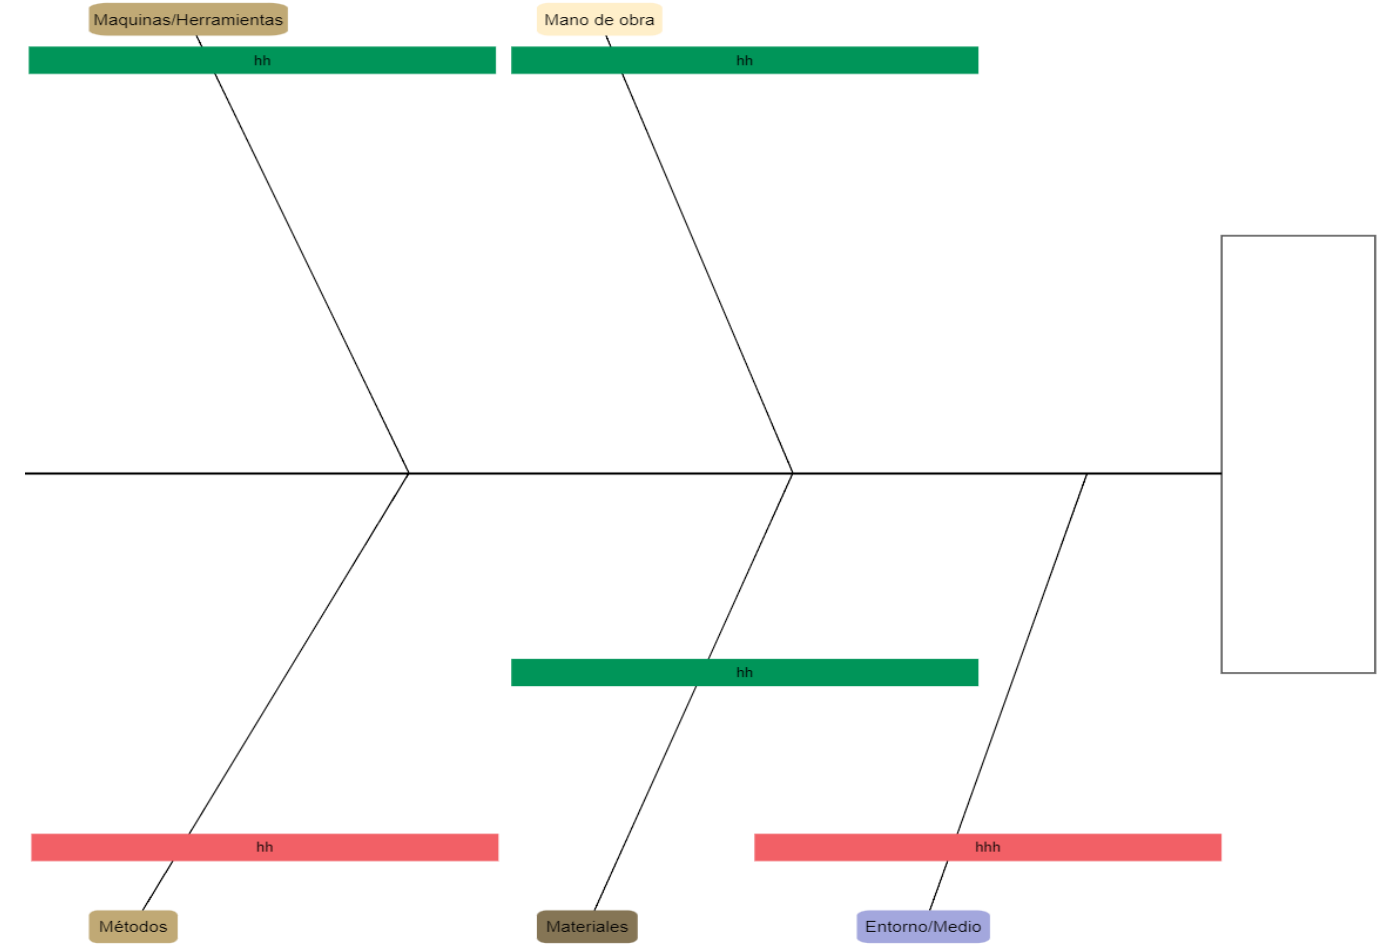 Maquinas/Herramientas
Mano de obra
hh
hh
hh
hh
hhh
Métodos
Materiales
Entorno/Medio